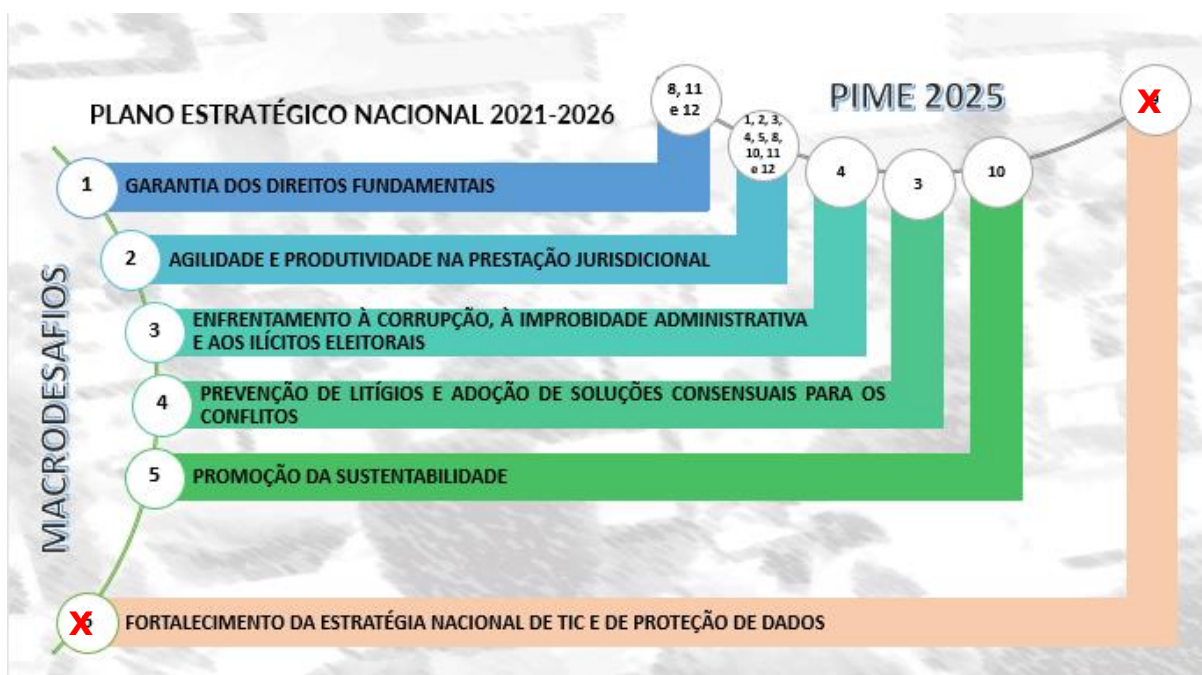 PIME 2025
PLANO ESTRATÉGICO NACIONAL 2021-2026
8, 11
e 12
1, 2, 3,
4, 5, 8,
10, 11
e 12
4
3
10
X
MACRODESAFIOS
1
GARANTIA DOS DIREITOS FUNDAMENTAIS
2
AGILIDADE E PRODUTIVIDADE NA PRESTAÇÃO JURISDICIONAL
3
ENFRENTAMENTO À CORRUPÇÃO, À IMPROBIDADE ADMINISTRATIVA
E AOS ILÍCITOS ELEITORAIS
4
PREVENÇÃO DE LITÍGIOS E ADOÇÃO DE SOLUÇÕES CONSENSUAIS PARA OS
CONFLITOS
5
PROMOÇÃO DA SUSTENTABILIDADE
X
FORTALECIMENTO DA ESTRATÉGIA NACIONAL DE TIC E DE PROTEÇÃO DE DADOS